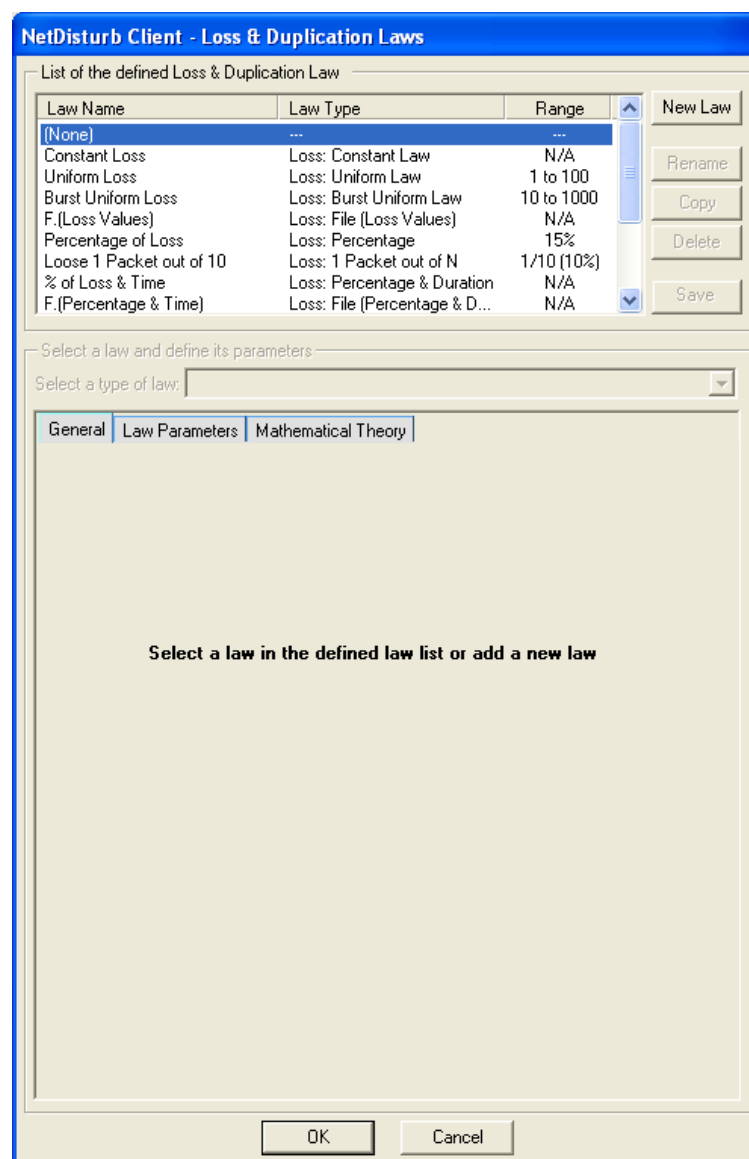 NetDisturb Client - Loss & Duplication Laws
List of the defined Loss & Duplication Law
Law Name Law Type Range
(None) --- ---
Constant Loss Loss: Constant Law N/A
Uniform Loss Loss: Uniform Law 1 to 100
Burst Uniform Loss Loss: Burst Uniform Law 10 to 1000
F.(Loss Values) Loss: File (Loss Values) N/A
Percentage of Loss Loss: Percentage 15%
Loose 1 Packet out of 10 Loss: 1 Packet out of N 1/10 (10%)
% of Loss & Time Loss: Percentage & Duration N/A
F.(Percentage & Time) Loss: File (Percentage & D... N/A
New Law
Rename
Copy
Delete
Save
Select a law and define its parameters
Select a type of law:
General Law Parameters Mathematical Theory
Select a law in the defined law list or add a new law
OK Cancel